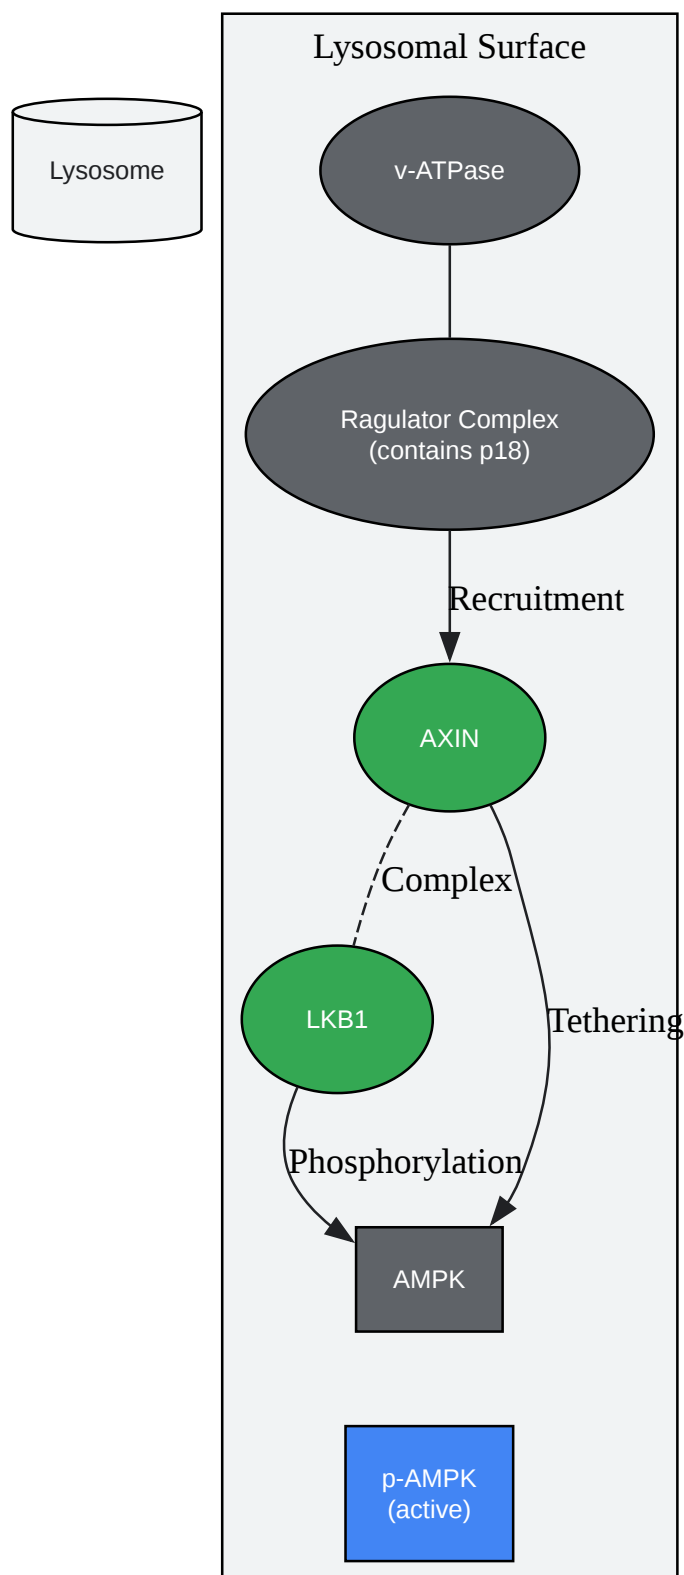 Lysosomal Surface
Lysosome
v-ATPase
Ragulator Complex
(contains p18)
Recruitment
AXIN
Complex
LKB1
Tethering
Phosphorylation
AMPK
p-AMPK
(active)